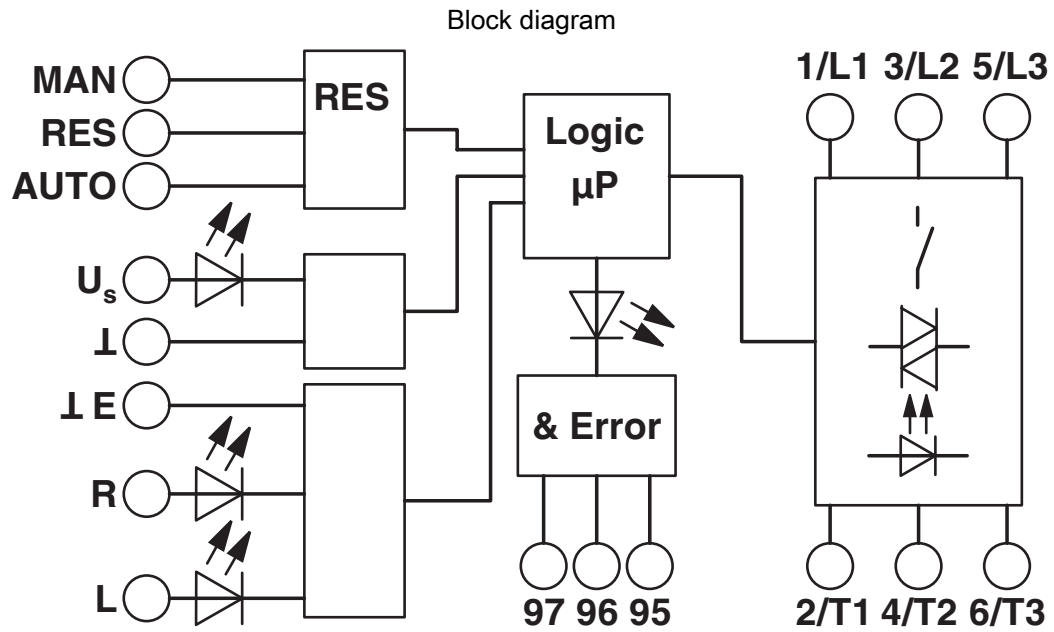 Block diagram
MAN
RES
AUTO
RES
U_s
⊥
⊥ E
R
L
Logic
µP
& Error
97 96 95
1/L1 3/L2 5/L3
2/T1 4/T2 6/T3